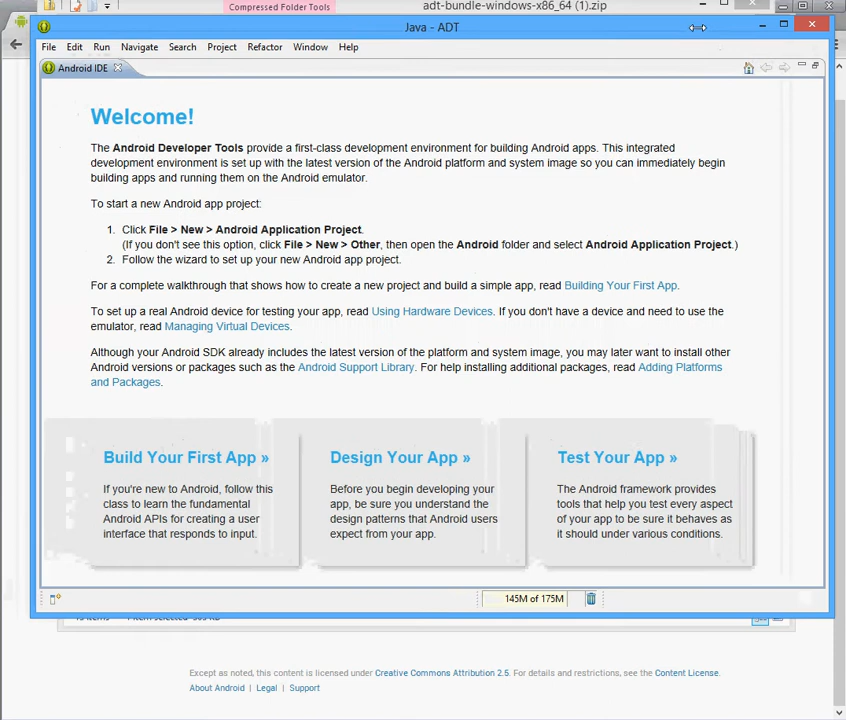 Compressed Folder Tools
adt-bundle-windows-x86_64 (1).zip
Java - ADT
File Edit Run Navigate Search Project Refactor Window Help
Android IDE
Welcome!
The Android Developer Tools provide a first-class development environment for building Android apps. This integrated
development environment is set up with the latest version of the Android platform and system image so you can immediately begin
building apps and running them on the Android emulator.
To start a new Android app project:
1. Click File > New > Android Application Project.
(If you don't see this option, click File > New > Other, then open the Android folder and select Android Application Project.)
2. Follow the wizard to set up your new Android app project.
For a complete walkthrough that shows how to create a new project and build a simple app, read Building Your First App.
To set up a real Android device for testing your app, read Using Hardware Devices. If you don't have a device and need to use the
emulator, read Managing Virtual Devices.
Although your Android SDK already includes the latest version of the platform and system image, you may later want to install other
Android versions or packages such as the Android Support Library. For help installing additional packages, read Adding Platforms
and Packages.
Build Your First App »
If you're new to Android, follow this
class to learn the fundamental
Android APIs for creating a user
interface that responds to input.
Design Your App »
Before you begin developing your
app, be sure you understand the
design patterns that Android users
expect from your app.
Test Your App »
The Android framework provides
tools that help you test every aspect
of your app to be sure it behaves as
it should under various conditions.
145M of 175M
Except as noted, this content is licensed under Creative Commons Attribution 2.5. For details and restrictions, see the Content License.
About Android | Legal | Support